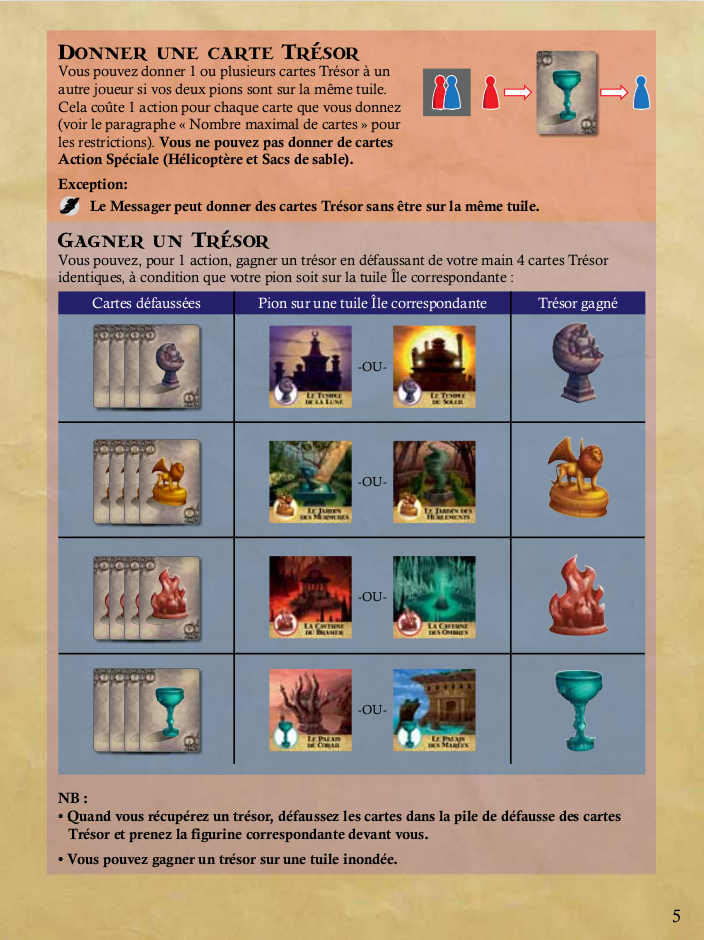 DONNER UNE CARTE TRÉSOR
Vous pouvez donner 1 ou plusieurs cartes Trésor à un
autre joueur si vos deux pions sont sur la même tuile.
Cela coûte 1 action pour chaque carte que vous donnez
(voir le paragraphe « Nombre maximal de cartes » pour
les restrictions). Vous ne pouvez pas donner de cartes
Action Spéciale (Hélicoptère et Sacs de sable).
Exception:
Le Messager peut donner des cartes Trésor sans être sur la même tuile.
GAGNER UN TRÉSOR
Vous pouvez, pour 1 action, gagner un trésor en défaussant de votre main 4 cartes Trésor
identiques, à condition que votre pion soit sur la tuile Île correspondante :
Cartes défaussées
Pion sur une tuile Île correspondante
Trésor gagné
LE TEMPLE
DE LA LUNE
-OU-
LE TEMPLE
DU SOLEIL
LE JARDIN
DES MURMURES
-OU-
LE JARDIN DES
HURLEMENTS
LA CAVERNE
DU BRASIER
-OU-
LA CAVERNE
DES OMBRES
LE PALAIS
DE CORAIL
-OU-
LE PALAIS
DES MARÉES
NB :
• Quand vous récupérez un trésor, défaussez les cartes dans la pile de défausse des cartes
Trésor et prenez la figurine correspondante devant vous.
• Vous pouvez gagner un trésor sur une tuile inondée.
5